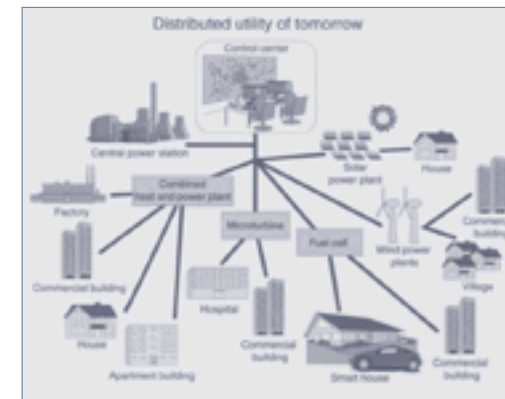 Distributed utility of tomorrow
Control center
Central power station
Solar
power plant
House
Factory
Combined
heat and power plant
Microturbine
Fuel cell
Wind power
plants
Commercial
building
Village
Commercial building
Hospital
House
Apartment building
Commercial
building
Smart house
Commercial
building